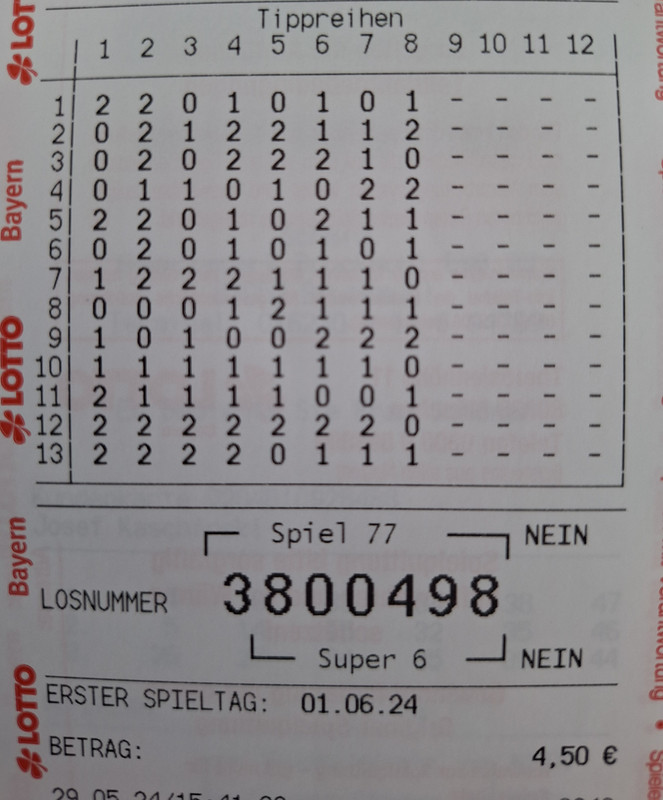 Tippreihen
1 2 3 4 5 6 7 8 9 10 11 12
1 2 2 0 1 0 1 0 1 - - - -
2 0 2 1 2 2 1 1 2 - - - -
3 0 2 0 2 2 2 1 0 - - - -
4 0 1 1 0 1 0 2 2 - - - -
5 2 2 0 1 0 2 1 1 - - - -
6 0 2 0 1 0 1 0 1 - - - -
7 1 2 2 2 1 1 1 0 - - - -
8 0 0 0 1 2 1 1 1 - - - -
9 1 0 1 0 0 2 2 2 - - - -
10 1 1 1 1 1 1 1 0 - - - -
11 2 1 1 1 1 0 0 1 - - - -
12 2 2 2 2 2 2 0 0 - - - -
13 2 2 2 2 0 1 1 1 - - - -
Spiel 77 NEIN
LOSNUMMER 3800498
Super 6 NEIN
ERSTER SPIELTAG: 01.06.24
BETRAG: 4,50 €
LOTTO
Bayern
LOTTO
Bayern
LOTTO